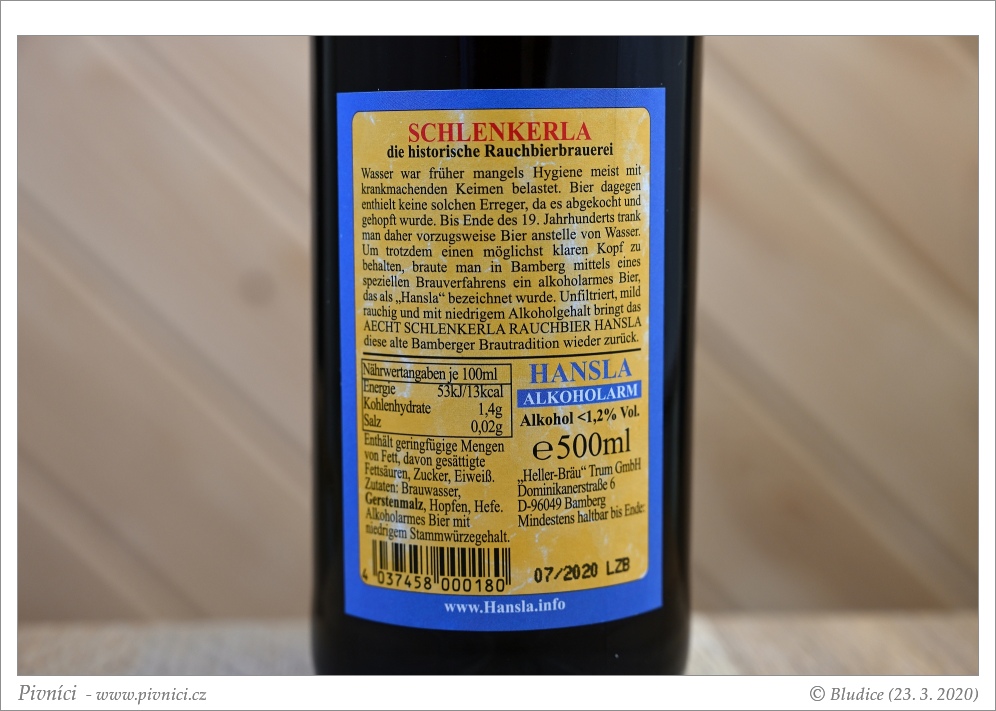 SCHLENKERLA
die historische Rauchbierbrauerei
Wasser war früher mangels Hygiene meist mit
krankmachenden Keimen belastet. Bier dagegen
enthielt keine solchen Erreger, da es abgekocht und
gehopft wurde. Bis Ende des 19. Jahrhunderts trank
man daher vorzugsweise Bier anstelle von Wasser.
Um trotzdem einen möglichst klaren Kopf zu
behalten, braute man in Bamberg mittels eines
speziellen Brauverfahrens ein alkoholarmes Bier,
das als „Hansla“ bezeichnet wurde. Unfiltriert, mild
rauchig und mit niedrigem Alkoholgehalt bringt das
AECHT SCHLENKERLA RAUCHBIER HANSLA
diese alte Bamberger Brautradition wieder zurück.
Nährwertangaben je 100ml
Energie 53kJ/13kcal
Kohlenhydrate 1,4g
Salz 0,02g
Enthält geringfügige Mengen
von Fett, davon gesättigte
Fettsäuren, Zucker, Eiweiß.
Zutaten: Brauwasser,
Gerstenmalz, Hopfen, Hefe.
Alkoholarmes Bier mit
niedrigem Stammwürzegehalt.
4 037458 000180
HANSLA
ALKOHOLARM
Alkohol <1,2% Vol.
℮500ml
„Heller-Bräu“ Trum GmbH
Dominikanerstraße 6
D-96049 Bamberg
Mindestens haltbar bis Ende:
07/2020 LZB
www.Hansla.info
Pivníci - www.pivnici.cz
© Bludice (23. 3. 2020)